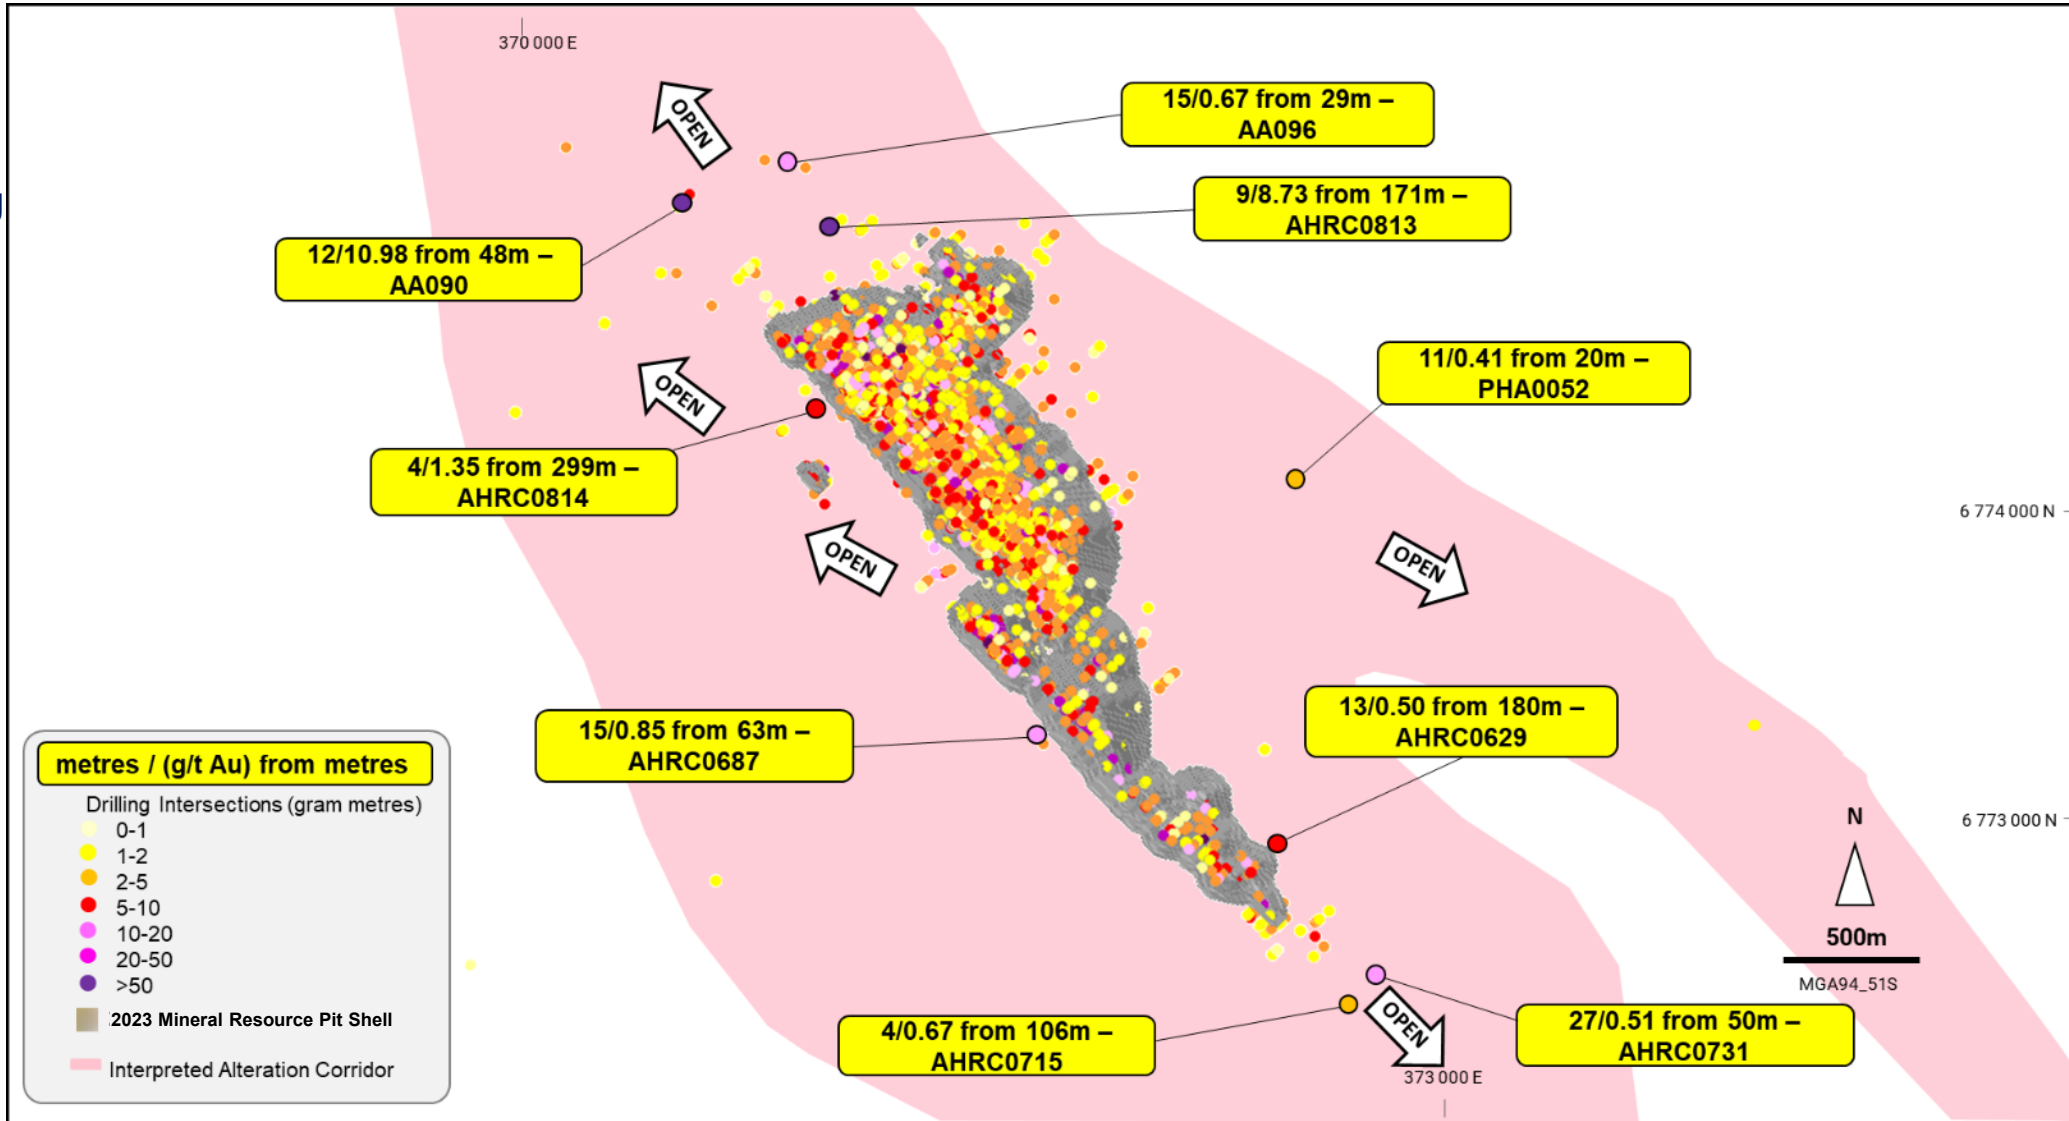 370 000 E
OPEN
15/0.67 from 29m –
AA096
9/8.73 from 171m –
AHRC0813
12/10.98 from 48m –
AA090
OPEN
11/0.41 from 20m –
PHA0052
4/1.35 from 299m –
AHRC0814
6 774 000 N
OPEN
OPEN
15/0.85 from 63m –
AHRC0687
13/0.50 from 180m –
AHRC0629
6 773 000 N
N
500m
MGA94_51S
4/0.67 from 106m –
AHRC0715
OPEN
27/0.51 from 50m –
AHRC0731
373 000 E
metres / (g/t Au) from metres
Drilling Intersections (gram metres)
0-1
1-2
2-5
5-10
10-20
20-50
>50
2023 Mineral Resource Pit Shell
Interpreted Alteration Corridor